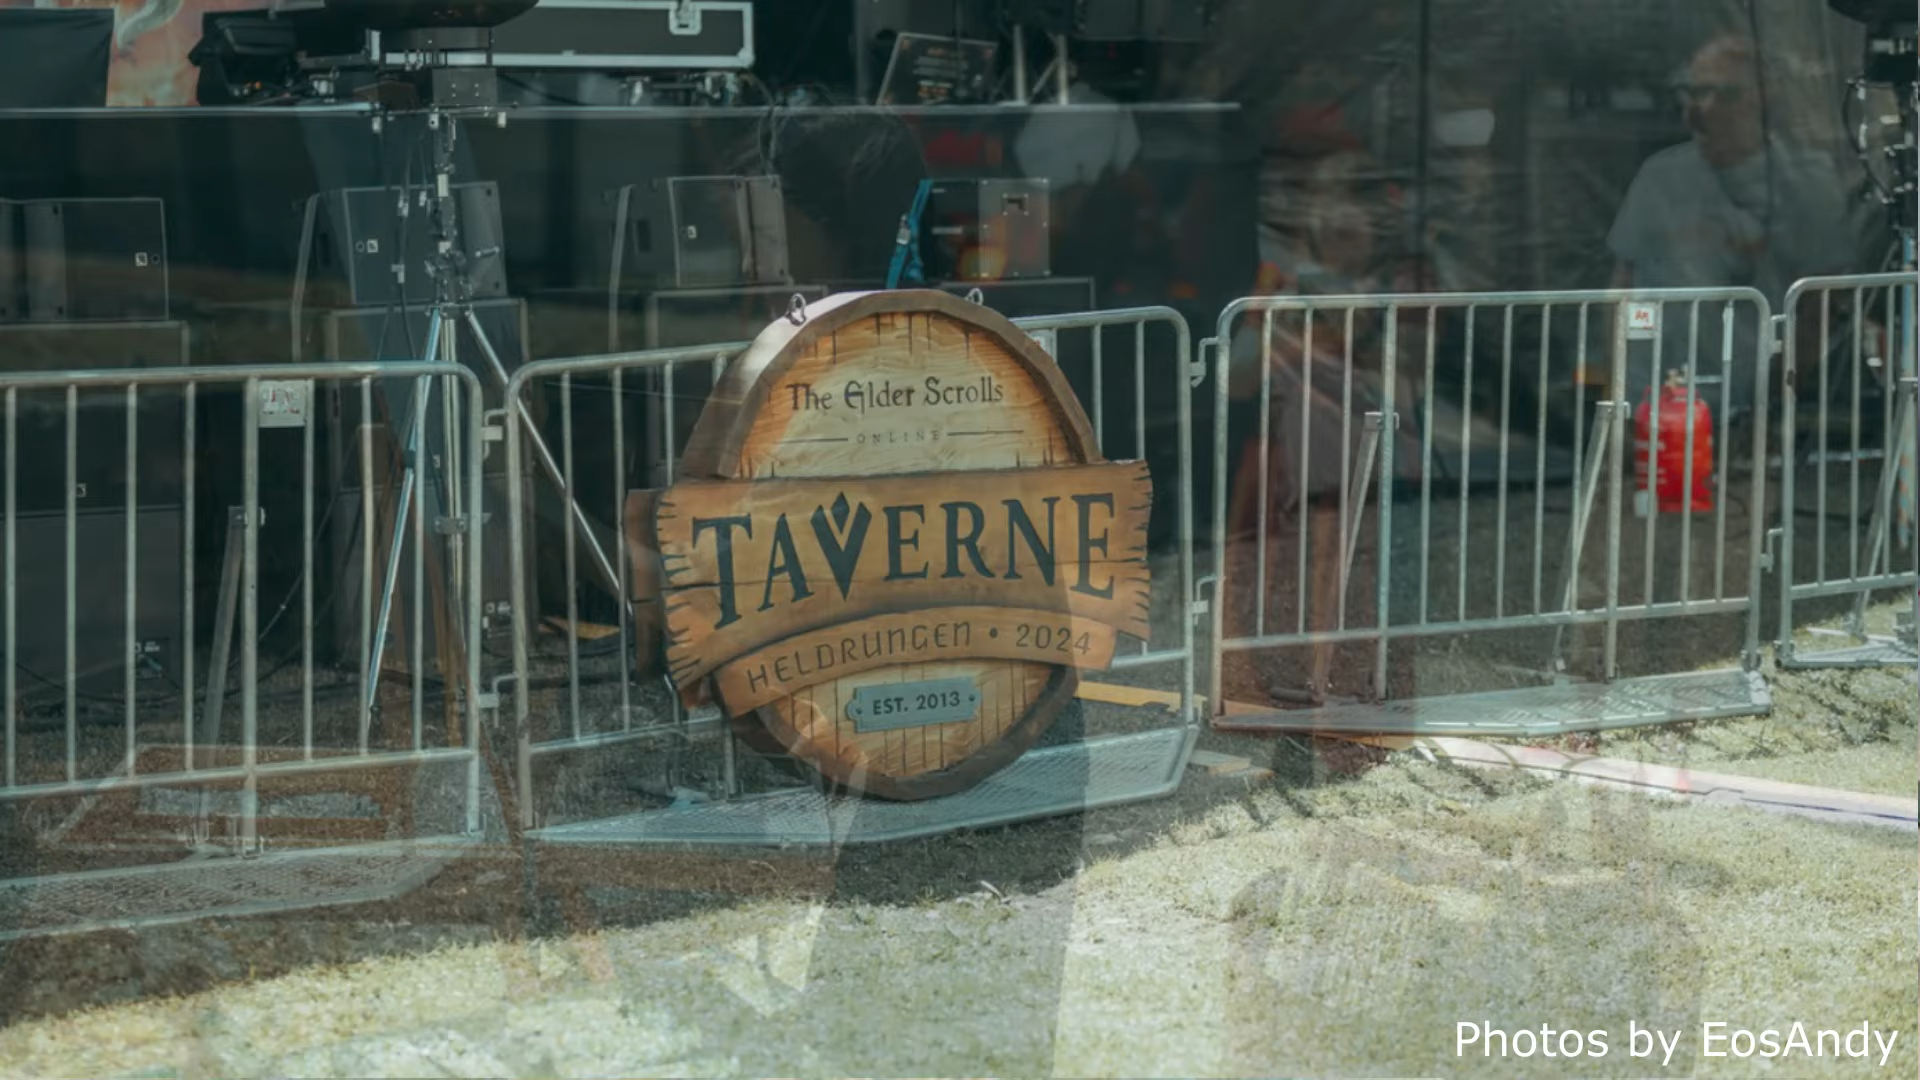 The Elder Scrolls
ONLINE
TAVERNE
HELDRUNGEN • 2024
EST. 2013
Photos by EosAndy